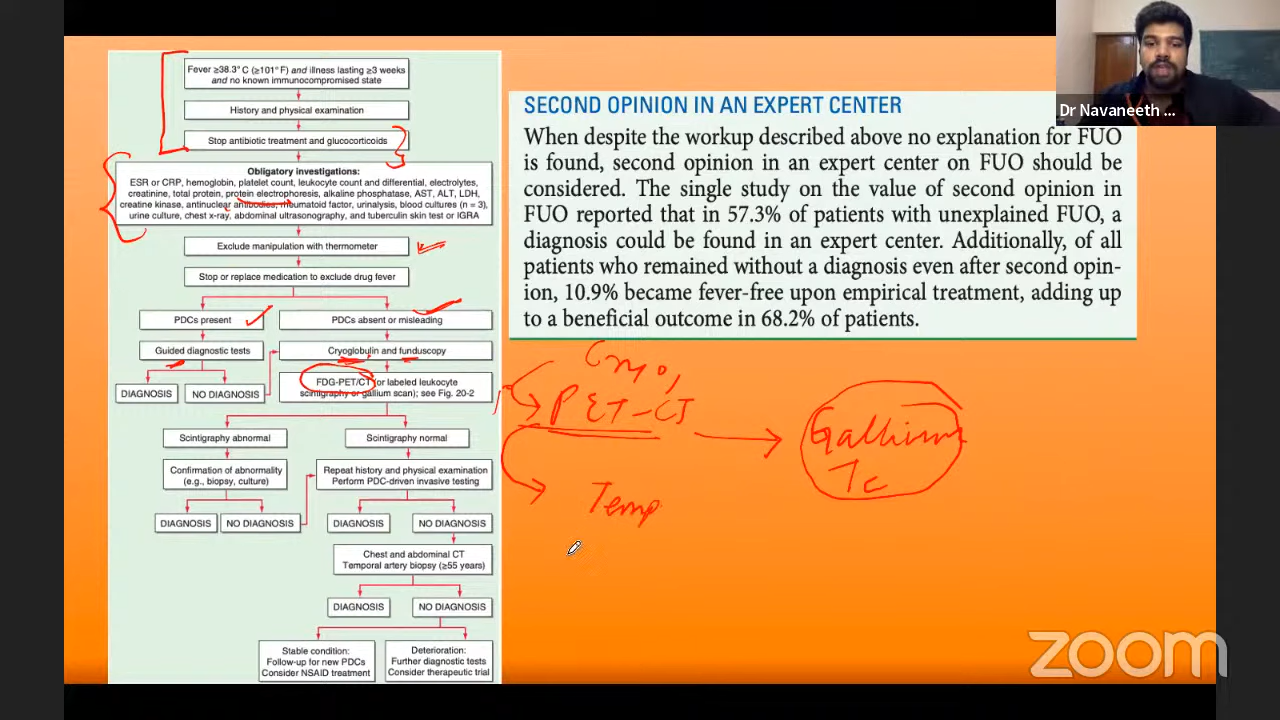 Fever ≥38.3° C (≥101° F) and illness lasting ≥3 weeks
and no known immunocompromised state
History and physical examination
Stop antibiotic treatment and glucocorticoids
Obligatory investigations:
ESR or CRP, hemoglobin, platelet count, leukocyte count and differential, electrolytes,
creatinine, total protein, protein electrophoresis, alkaline phosphatase, AST, ALT, LDH,
creatine kinase, antinuclear antibodies, rheumatoid factor, urinalysis, blood cultures (n = 3),
urine culture, chest x-ray, abdominal ultrasonography, and tuberculin skin test or IGRA
Exclude manipulation with thermometer
Stop or replace medication to exclude drug fever
PDCs present
PDCs absent or misleading
Guided diagnostic tests
Cryoglobulin and funduscopy
DIAGNOSIS
NO DIAGNOSIS
FDG-PET/CT (or labeled leukocyte
scintigraphy or gallium scan); see Fig. 20-2
Scintigraphy abnormal
Scintigraphy normal
Confirmation of abnormality
(e.g., biopsy, culture)
Repeat history and physical examination
Perform PDC-driven invasive testing
DIAGNOSIS
NO DIAGNOSIS
DIAGNOSIS
NO DIAGNOSIS
Chest and abdominal CT
Temporal artery biopsy (≥55 years)
DIAGNOSIS
NO DIAGNOSIS
Stable condition:
Follow-up for new PDCs
Consider NSAID treatment
Deterioration:
Further diagnostic tests
Consider therapeutic trial
SECOND OPINION IN AN EXPERT CENTER
When despite the workup described above no explanation for FUO
is found, second opinion in an expert center on FUO should be
considered. The single study on the value of second opinion in
FUO reported that in 57.3% of patients with unexplained FUO, a
diagnosis could be found in an expert center. Additionally, of all
patients who remained without a diagnosis even after second opin-
ion, 10.9% became fever-free upon empirical treatment, adding up
to a beneficial outcome in 68.2% of patients.
Cryo,
PET-CT
Gallium
Tc
Temp
Dr Navaneeth ...
zoom